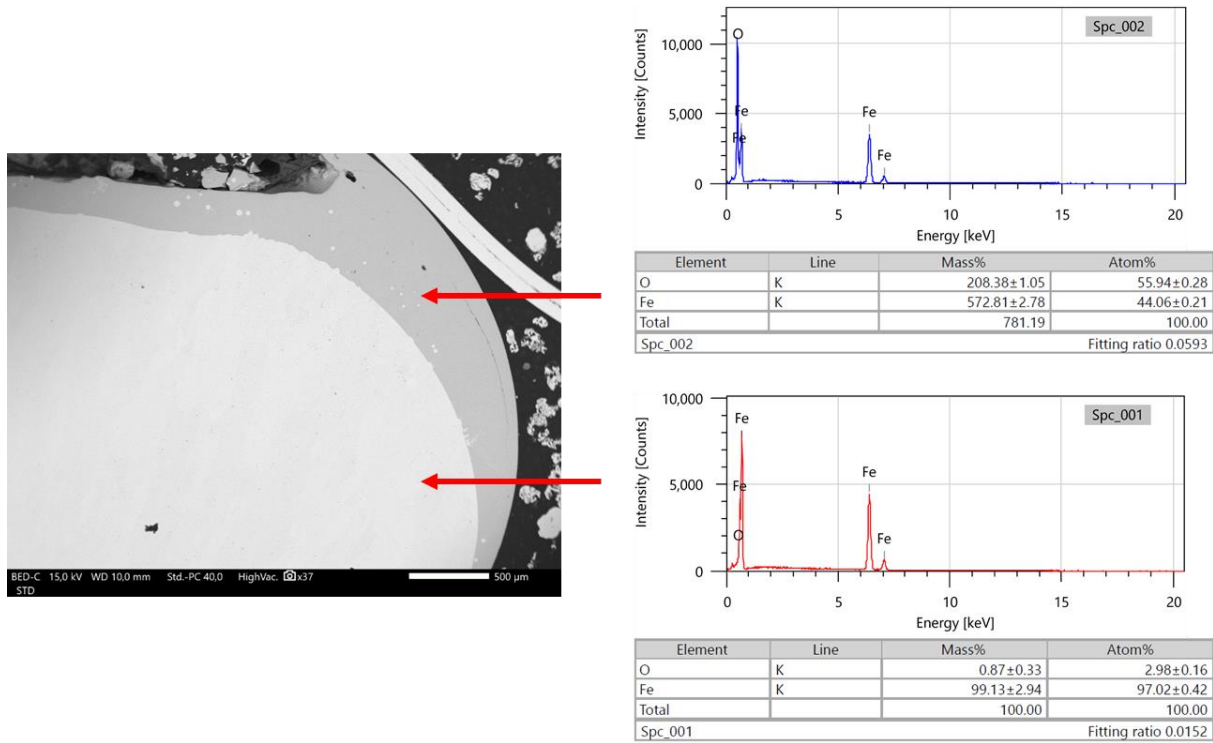 Spc_002
Intensity [Counts]
10,000
5,000
0
O
Fe
Fe
Fe
Fe
0 5 10 15 20
Energy [keV]
Element Line Mass% Atom%
O K 208.38±1.05 55.94±0.28
Fe K 572.81±2.78 44.06±0.21
Total 781.19 100.00
Spc_002 Fitting ratio 0.0593
BED-C 15,0 kV WD 10,0 mm Std.-PC 40,0 HighVac. x37 500 µm
STD
Spc_001
Intensity [Counts]
10,000
5,000
0
Fe
Fe
O
Fe
Fe
0 5 10 15 20
Energy [keV]
Element Line Mass% Atom%
O K 0.87±0.33 2.98±0.16
Fe K 99.13±2.94 97.02±0.42
Total 100.00 100.00
Spc_001 Fitting ratio 0.0152